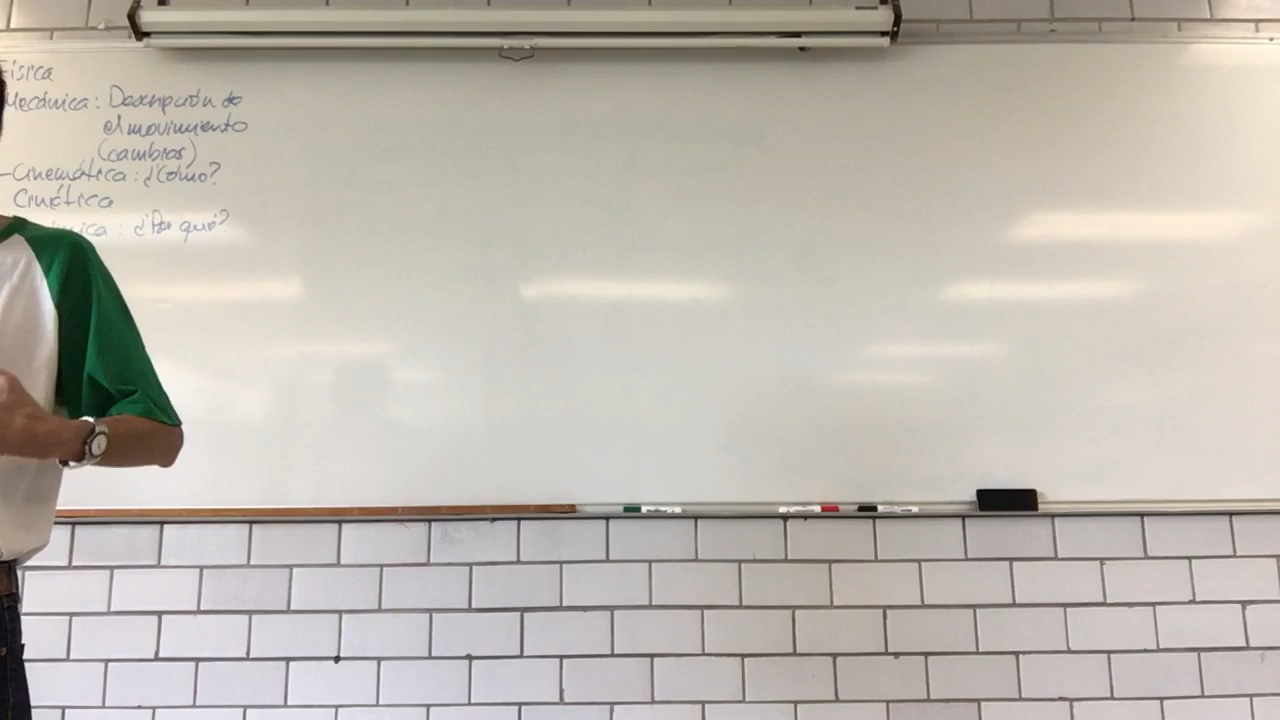 Física
Mecánica: Descripción de
el movimiento
(cambios)
-Cinemática: ¿Cómo?
Cinética
¿Por qué?